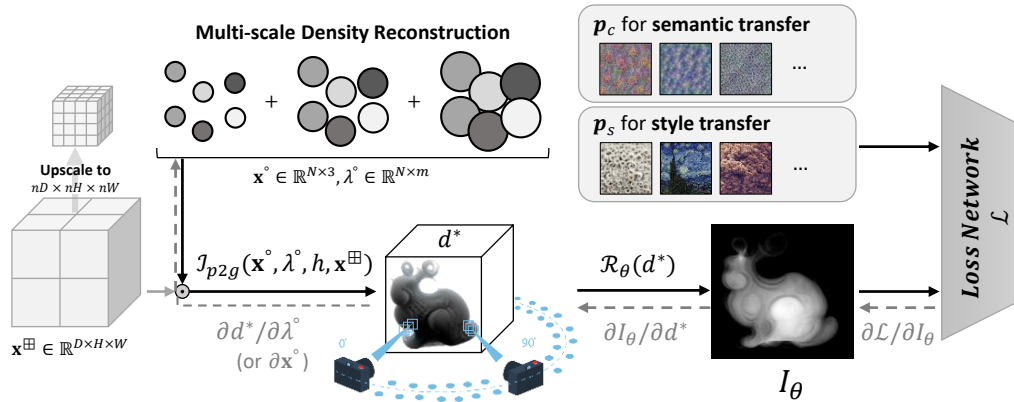 Multi-scale Density Reconstruction
+
+
Upscale to
nD × nH × nW
𝐱° ∈ ℝ^{N×3}, λ° ∈ ℝ^{N×m}
p_c for semantic transfer
...
p_s for style transfer
...
Loss Network
ℒ
ℐ_{p2g}(𝐱°, λ°, h, 𝐱^⊞)
d*
ℛ_θ(d*)
∂d*/∂λ°
(or ∂𝐱°)
∂I_θ/∂d*
∂ℒ/∂I_θ
0°
90°
𝐱^⊞ ∈ ℝ^{D×H×W}
I_θ